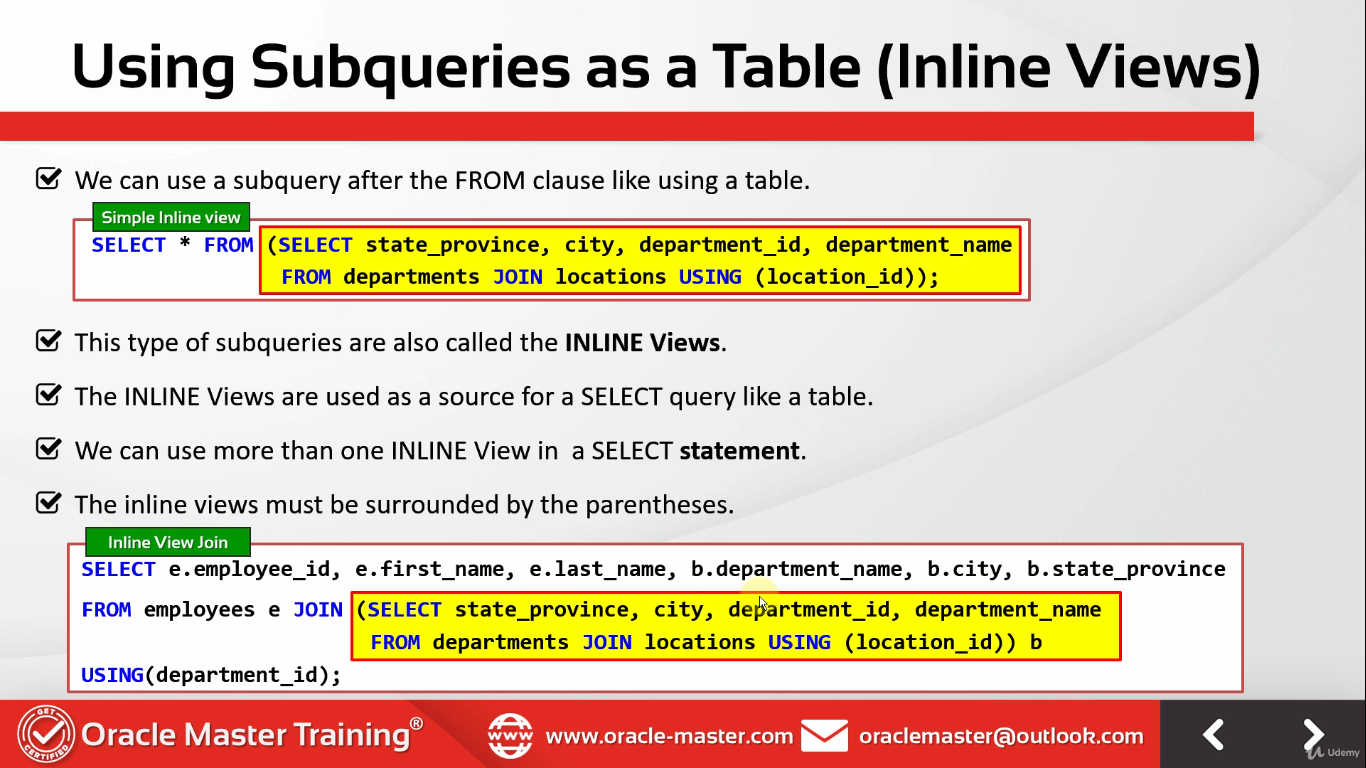 Using Subqueries as a Table (Inline Views)
We can use a subquery after the FROM clause like using a table.
Simple Inline view
SELECT * FROM (SELECT state_province, city, department_id, department_name
FROM departments JOIN locations USING (location_id));
This type of subqueries are also called the INLINE Views.
The INLINE Views are used as a source for a SELECT query like a table.
We can use more than one INLINE View in a SELECT statement.
The inline views must be surrounded by the parentheses.
Inline View Join
SELECT e.employee_id, e.first_name, e.last_name, b.department_name, b.city, b.state_province
FROM employees e JOIN (SELECT state_province, city, department_id, department_name
FROM departments JOIN locations USING (location_id)) b
USING(department_id);
GET
CERTIFIED
Oracle Master Training®
www
www.oracle-master.com
oraclemaster@outlook.com
Udemy